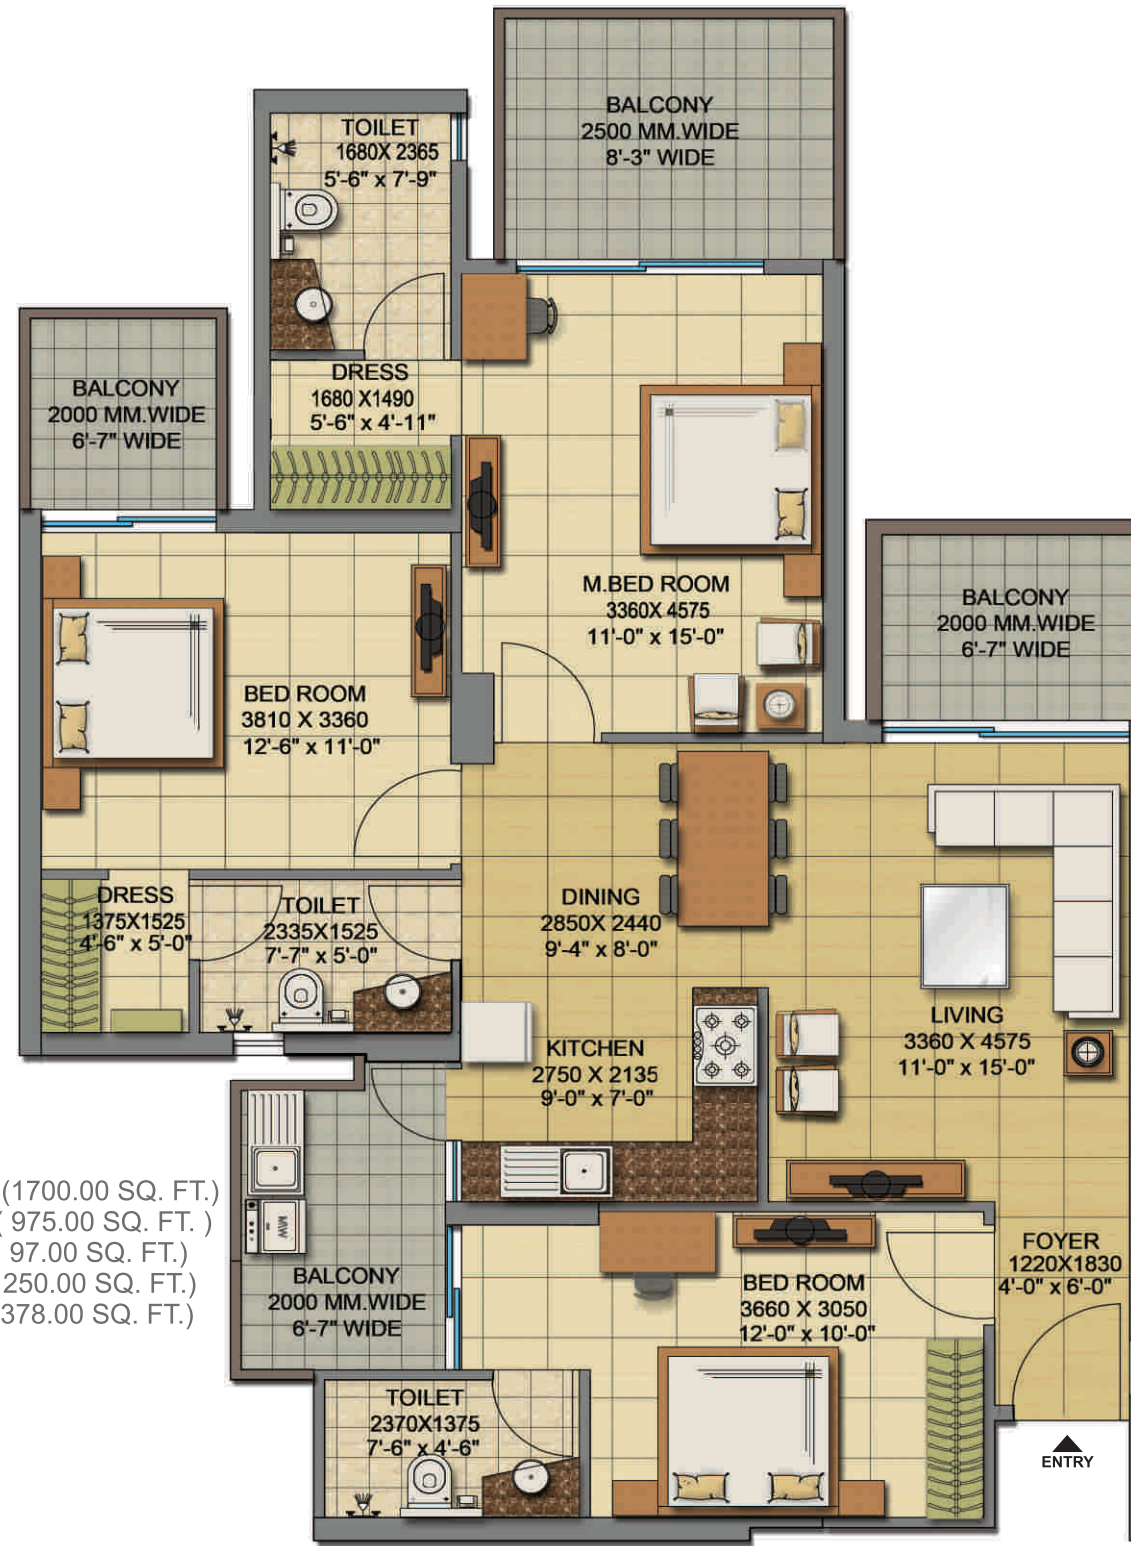 BALCONY
2500 MM.WIDE
8'-3" WIDE
TOILET
1680X 2365
5'-6" x 7'-9"
DRESS
1680 X1490
5'-6" x 4'-11"
BALCONY
2000 MM.WIDE
6'-7" WIDE
M.BED ROOM
3360X 4575
11'-0" x 15'-0"
BALCONY
2000 MM.WIDE
6'-7" WIDE
BED ROOM
3810 X 3360
12'-6" x 11'-0"
DRESS
1375X1525
4'-6" x 5'-0"
TOILET
2335X1525
7'-7" x 5'-0"
DINING
2850X 2440
9'-4" x 8'-0"
LIVING
3360 X 4575
11'-0" x 15'-0"
KITCHEN
2750 X 2135
9'-0" x 7'-0"
(1700.00 SQ. FT.)
( 975.00 SQ. FT. )
97.00 SQ. FT.)
250.00 SQ. FT.)
378.00 SQ. FT.)
MW
BALCONY
2000 MM.WIDE
6'-7" WIDE
BED ROOM
3660 X 3050
12'-0" x 10'-0"
FOYER
1220X1830
4'-0" x 6'-0"
TOILET
2370X1375
7'-6" x 4'-6"
ENTRY